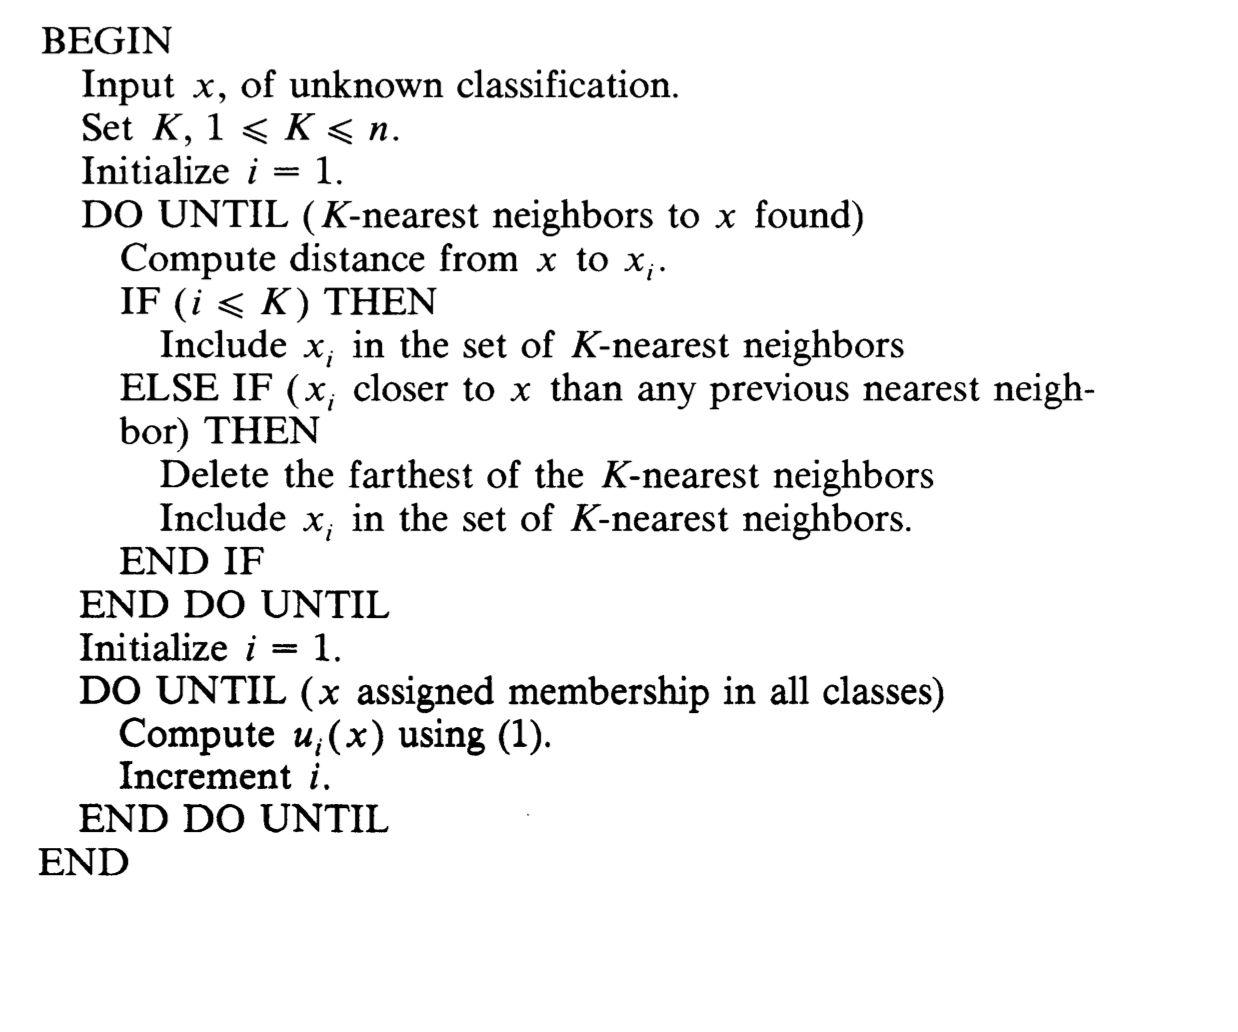 BEGIN
Input x, of unknown classification.
Set K, 1 ⩽ K ⩽ n.
Initialize i = 1.
DO UNTIL (K-nearest neighbors to x found)
Compute distance from x to x_i.
IF (i ⩽ K) THEN
Include x_i in the set of K-nearest neighbors
ELSE IF (x_i closer to x than any previous nearest neigh-
bor) THEN
Delete the farthest of the K-nearest neighbors
Include x_i in the set of K-nearest neighbors.
END IF
END DO UNTIL
Initialize i = 1.
DO UNTIL (x assigned membership in all classes)
Compute u_i(x) using (1).
Increment i.
END DO UNTIL
END